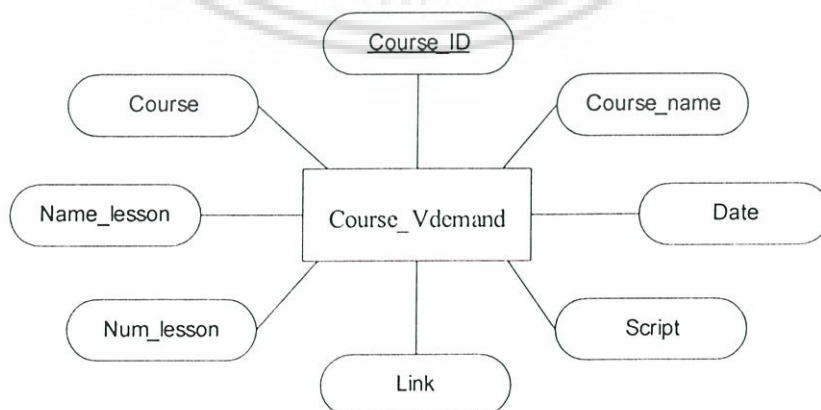 Course_ID
Course
Course_name
Name_lesson
Course_Vdemand
Date
Num_lesson
Script
Link